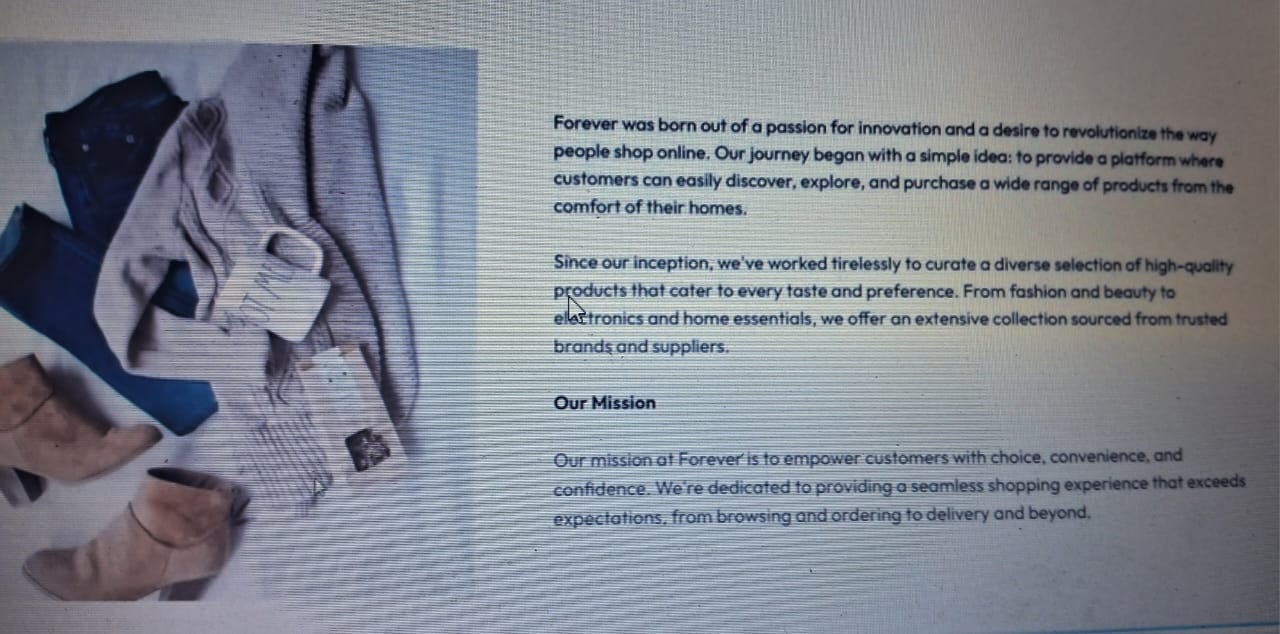 Forever was born out of a passion for innovation and a desire to revolutionize the way
people shop online. Our journey began with a simple idea: to provide a platform where
customers can easily discover, explore, and purchase a wide range of products from the
comfort of their homes.
Since our inception, we've worked tirelessly to curate a diverse selection of high-quality
products that cater to every taste and preference. From fashion and beauty to
electronics and home essentials, we offer an extensive collection sourced from trusted
brands and suppliers.
Our Mission
Our mission at Forever is to empower customers with choice, convenience, and
confidence. We're dedicated to providing a seamless shopping experience that exceeds
expectations, from browsing and ordering to delivery and beyond.